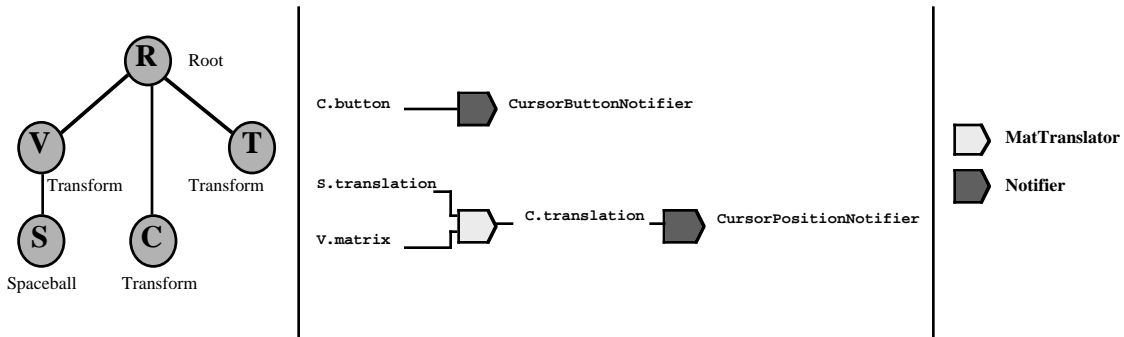 R Root
V T
Transform Transform
S C
Spaceball Transform
C.button CursorButtonNotifier
S.translation
C.translation CursorPositionNotifier
V.matrix
MatTranslator
Notifier